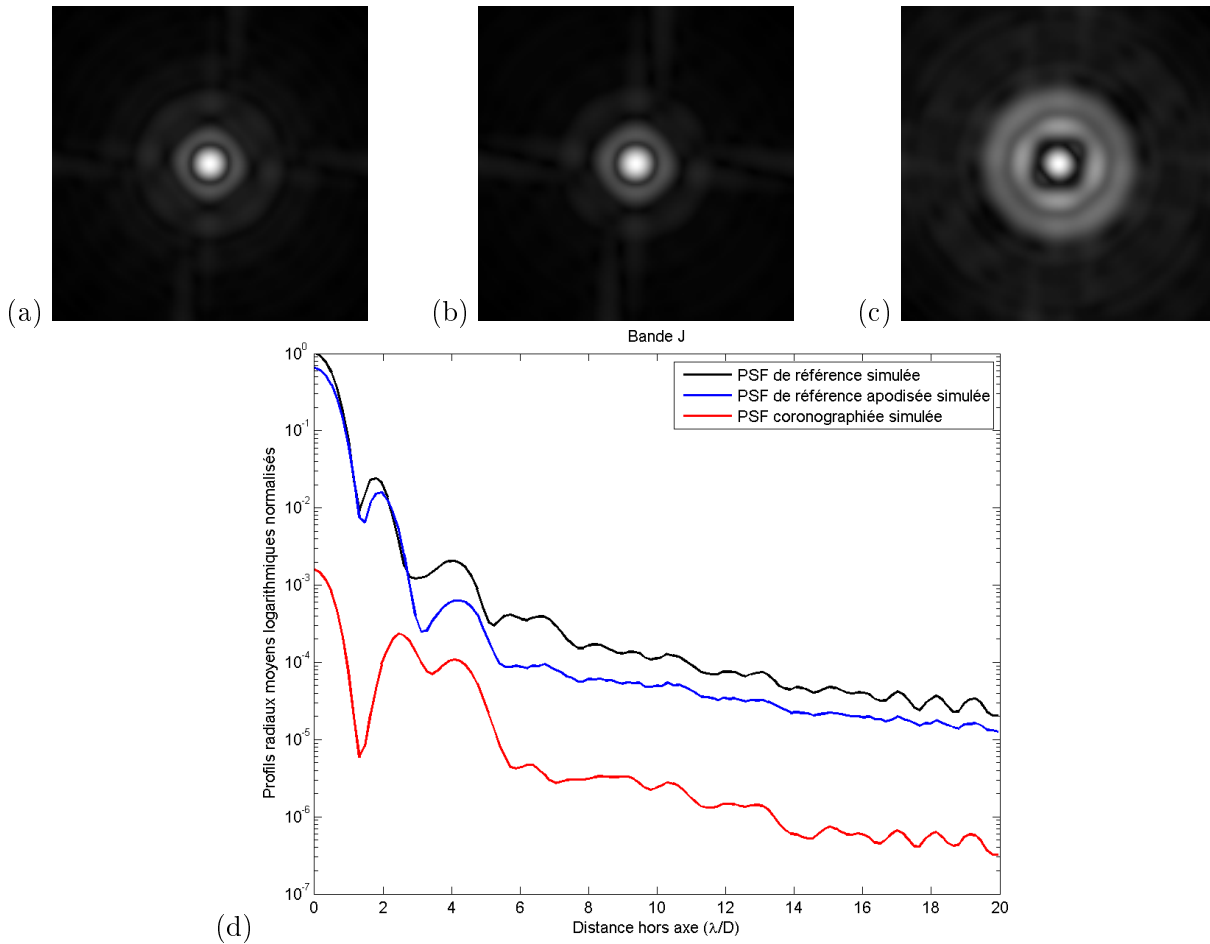 (a)
(b)
(c)
Bande J
PSF de référence simulée
PSF de référence apodisée simulée
PSF coronographiée simulée
Profils radiaux moyens logarithmiques normalisés
10^0
10^-1
10^-2
10^-3
10^-4
10^-5
10^-6
10^-7
0 2 4 6 8 10 12 14 16 18 20
Distance hors axe (λ/D)
(d)